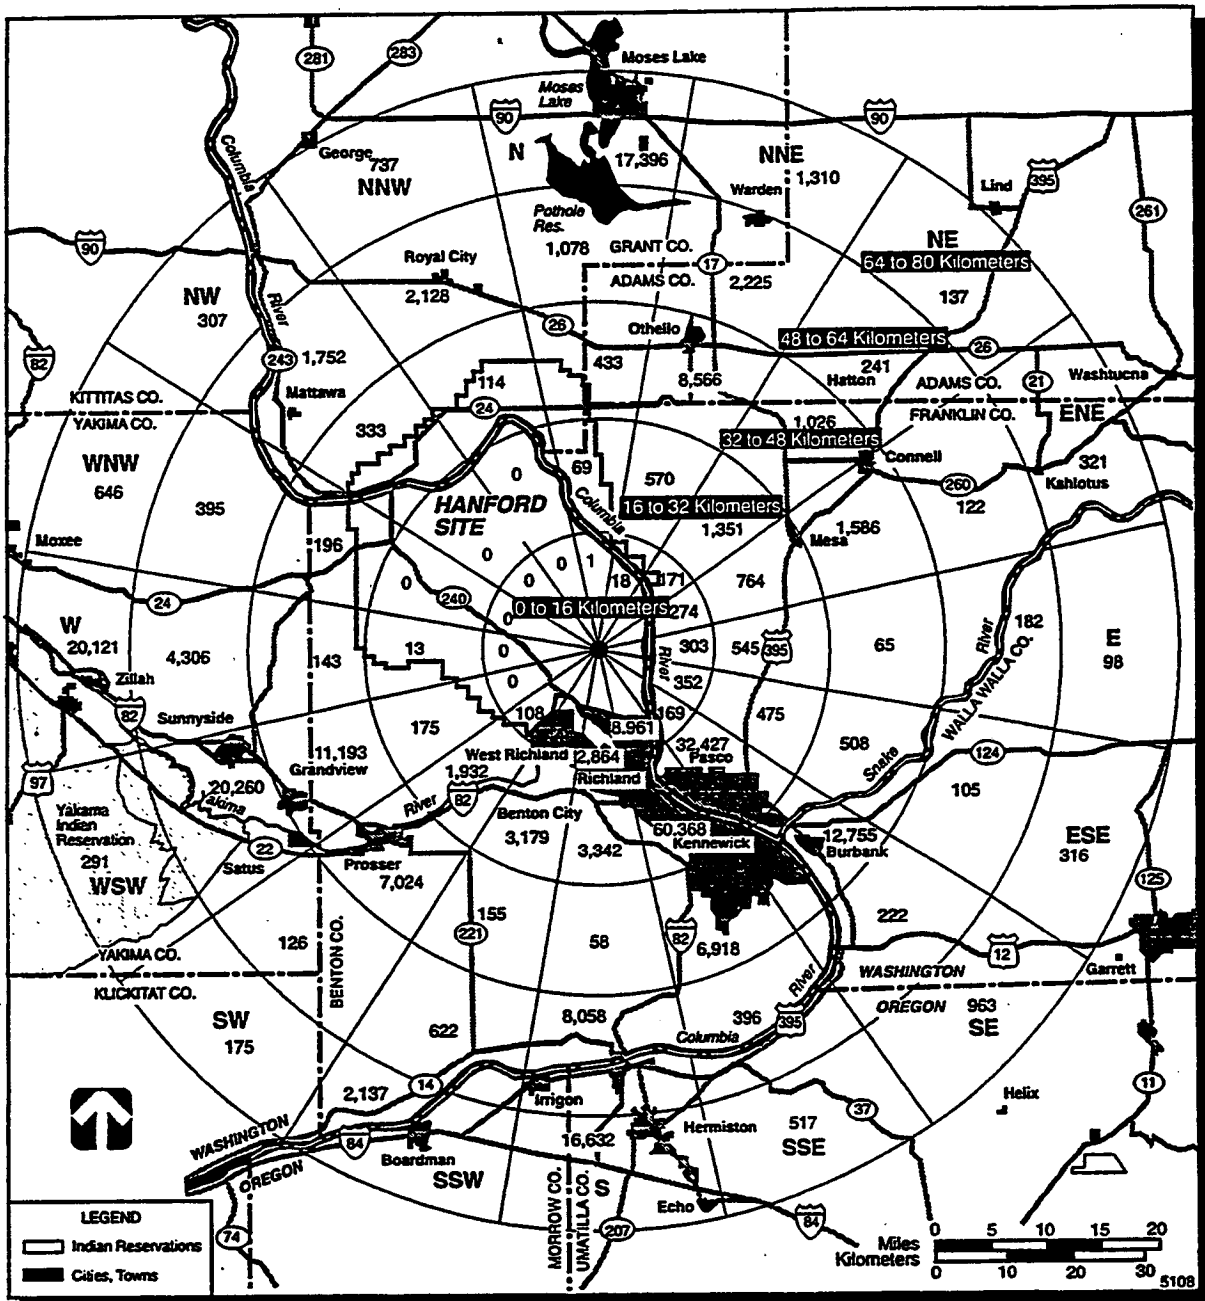 281
283
Moses Lake
Moses
Lake
90
90
Columbia
George
737
NNW
N
17,396
NNE
1,310
Lind
395
Warden
261
Pothole
Res.
1,078
GRANT CO.
NE
64 to 80 Kilometers
90
Royal City
2,128
ADAMS CO.
17
2,225
137
NW
307
River
26
Othello
48 to 64 Kilometers
26
82
243
1,752
433
8,566
241
Hatton
ADAMS CO.
21
Washtucna
114
Mattawa
KITTITAS CO.
YAKIMA CO.
24
FRANKLIN CO.
ENE
333
1,026
32 to 48 Kilometers
Connell
WNW
646
0
69
570
321
Kahlotus
395
HANFORD
SITE
Columbia
16 to 32 Kilometers
1,351
260
122
1,586
Mesa
Moxee
196
0
0
0
0
1
18
171
764
24
240
0 to 16 Kilometers
274
0
W
20,121
4,306
143
13
0
River
303
545
395
65
River
182
WALLA WALLA CO.
E
98
Zillah
82
0
352
Sunnyside
175
108
8,961
169
475
11,193
West Richland
2,864
32,427
Pasco
508
Snake
124
97
20,260
Grandview
1,932
Richland
105
Yakima
River
82
Yakama
Indian
Reservation
291
WSW
Benton City
3,179
3,342
60,368
Kennewick
12,755
Burbank
ESE
316
22
Satus
Prosser
7,024
125
155
221
222
126
58
82
6,918
12
YAKIMA CO.
KLICKITAT CO.
BENTON CO.
River
WASHINGTON
OREGON
Garrett
963
SE
SW
175
622
8,058
Columbia
396
395
2,137
14
Irrigon
11
Helix
37
WASHINGTON
OREGON
84
Boardman
16,632
Hermiston
517
SSE
SSW
MORROW CO.
UMATILLA CO.
S
Echo
84
207
74
LEGEND
Indian Reservations
Cities, Towns
0 5 10 15 20
Miles
Kilometers
0 10 20 30
5108